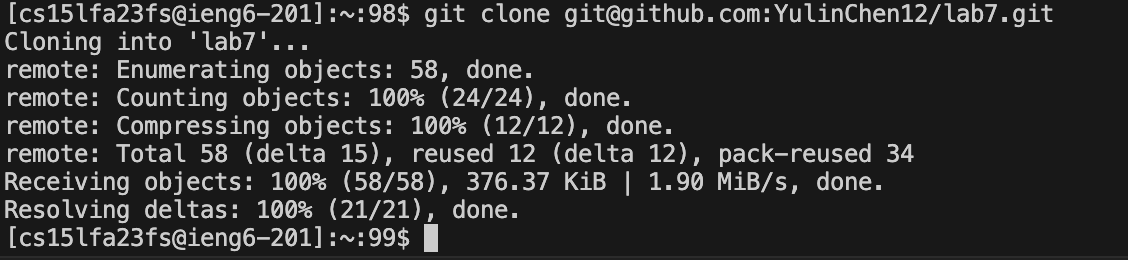 [cs15lfa23fs@ieng6-201]:~:98$ git clone git@github.com:YulinChen12/lab7.git
Cloning into 'lab7'...
remote: Enumerating objects: 58, done.
remote: Counting objects: 100% (24/24), done.
remote: Compressing objects: 100% (12/12), done.
remote: Total 58 (delta 15), reused 12 (delta 12), pack-reused 34
Receiving objects: 100% (58/58), 376.37 KiB | 1.90 MiB/s, done.
Resolving deltas: 100% (21/21), done.
[cs15lfa23fs@ieng6-201]:~:99$